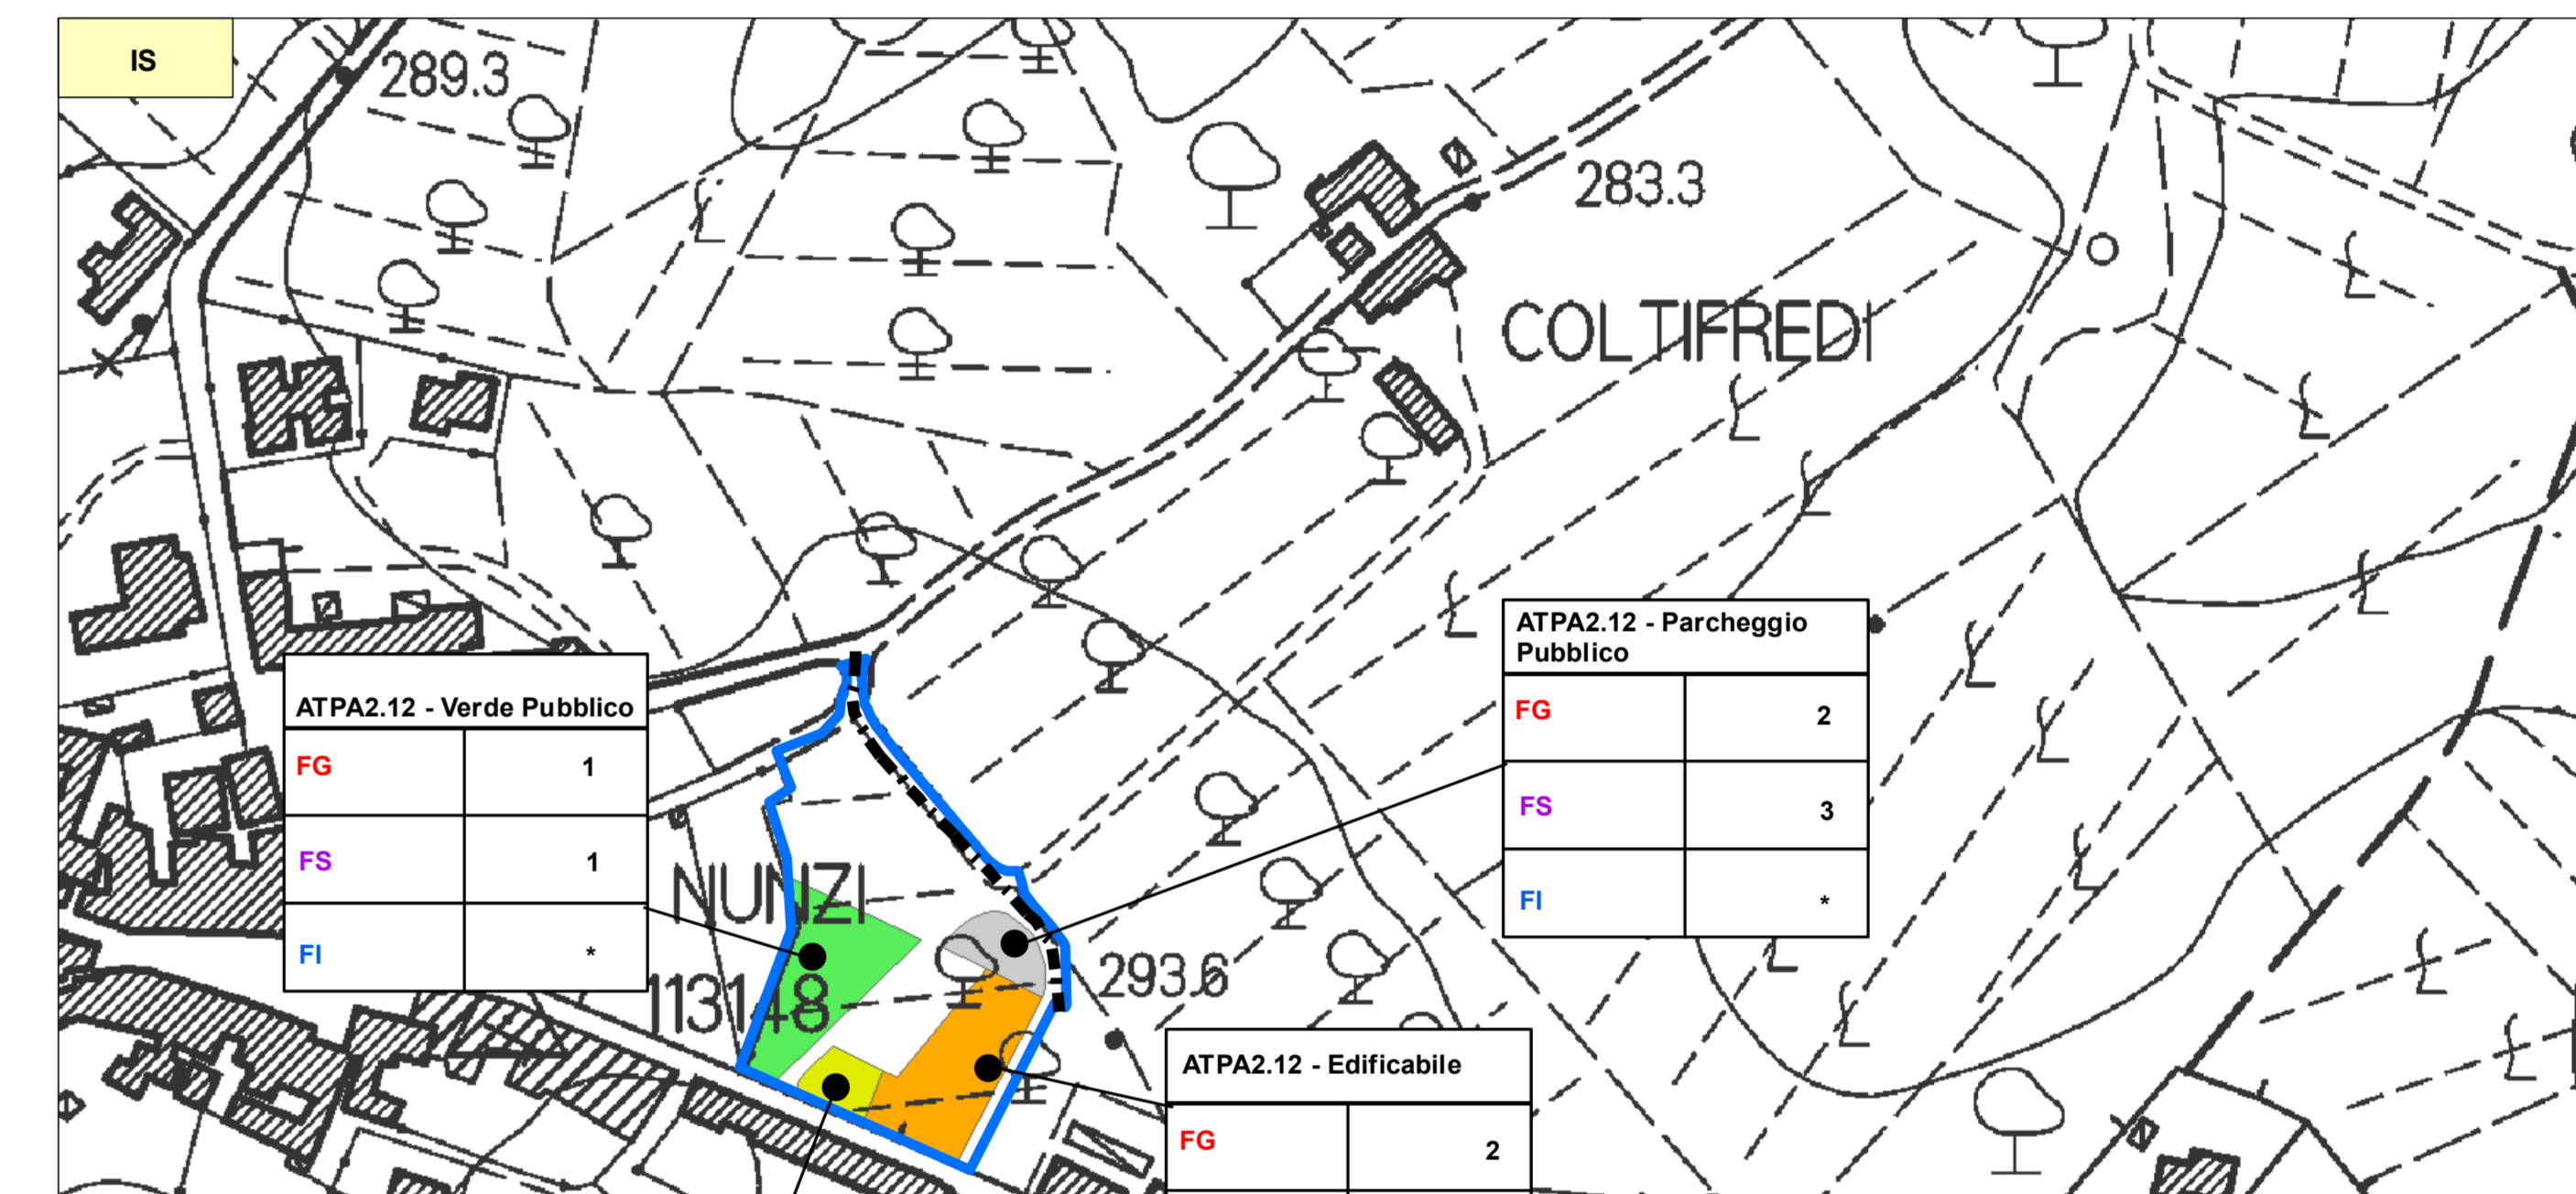 IS
289.3
283.3
COLTIFREDI
ATPA2.12 - Parcheggio
Pubblico
FG 2
FS 3
FI *
ATPA2.12 - Verde Pubblico
FG 1
FS 1
FI *
NUNZI
113148
293.6
ATPA2.12 - Edificabile
FG 2